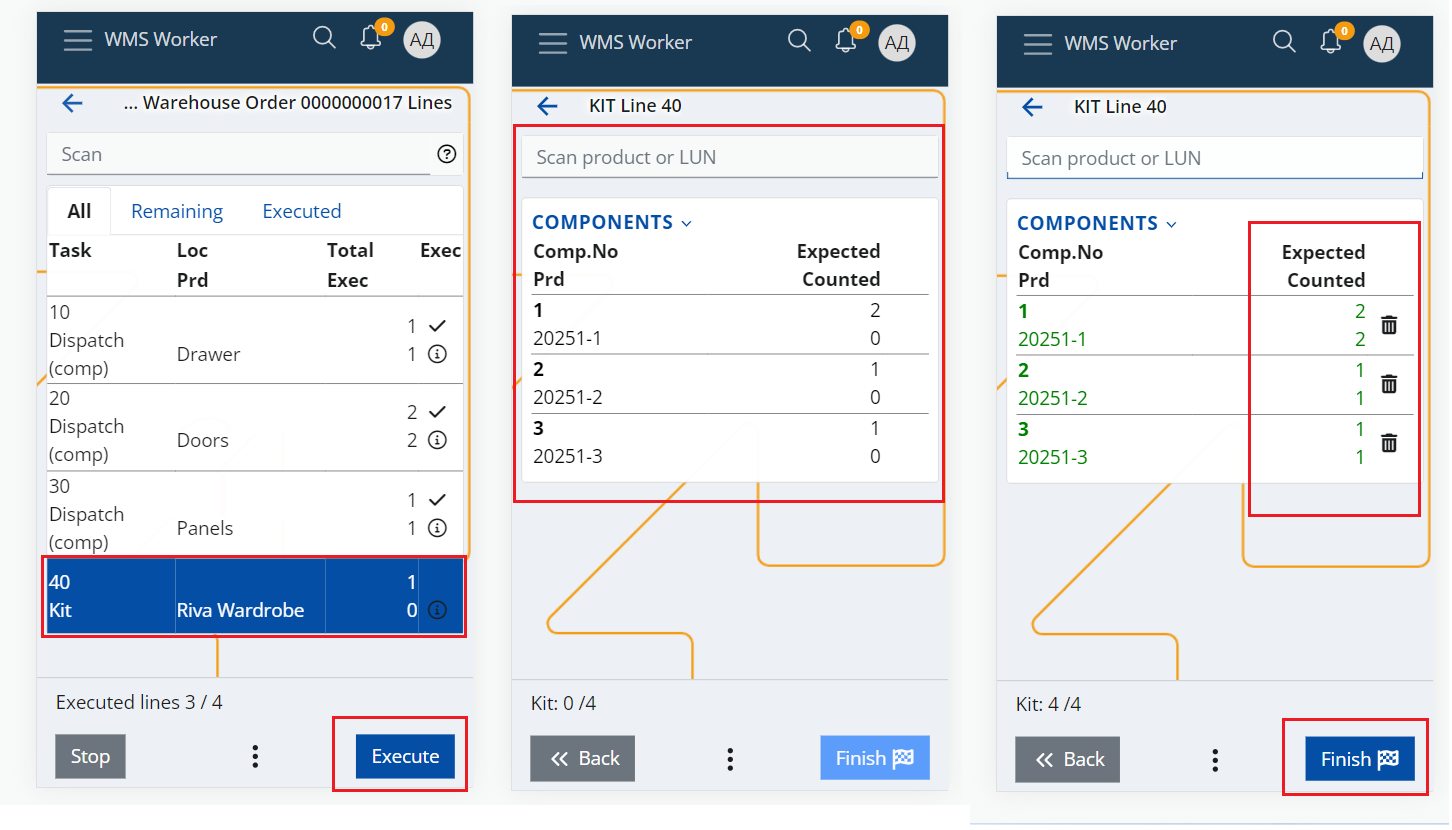 WMS Worker 0 АД
... Warehouse Order 0000000017 Lines
Scan
All Remaining Executed
Task Loc Total Exec
Prd Exec
10 1
Dispatch Drawer 1
(comp)
20 2
Dispatch Doors 2
(comp)
30 1
Dispatch Panels 1
(comp)
40 1
Kit Riva Wardrobe 0
Executed lines 3 / 4
Stop Execute
WMS Worker 0 АД
KIT Line 40
Scan product or LUN
COMPONENTS
Comp.No Expected
Prd Counted
1 2
20251-1 0
2 1
20251-2 0
3 1
20251-3 0
Kit: 0 /4
Back Finish
WMS Worker 0 АД
KIT Line 40
Scan product or LUN
COMPONENTS
Comp.No Expected
Prd Counted
1 2
20251-1 2
2 1
20251-2 1
3 1
20251-3 1
Kit: 4 /4
Back Finish